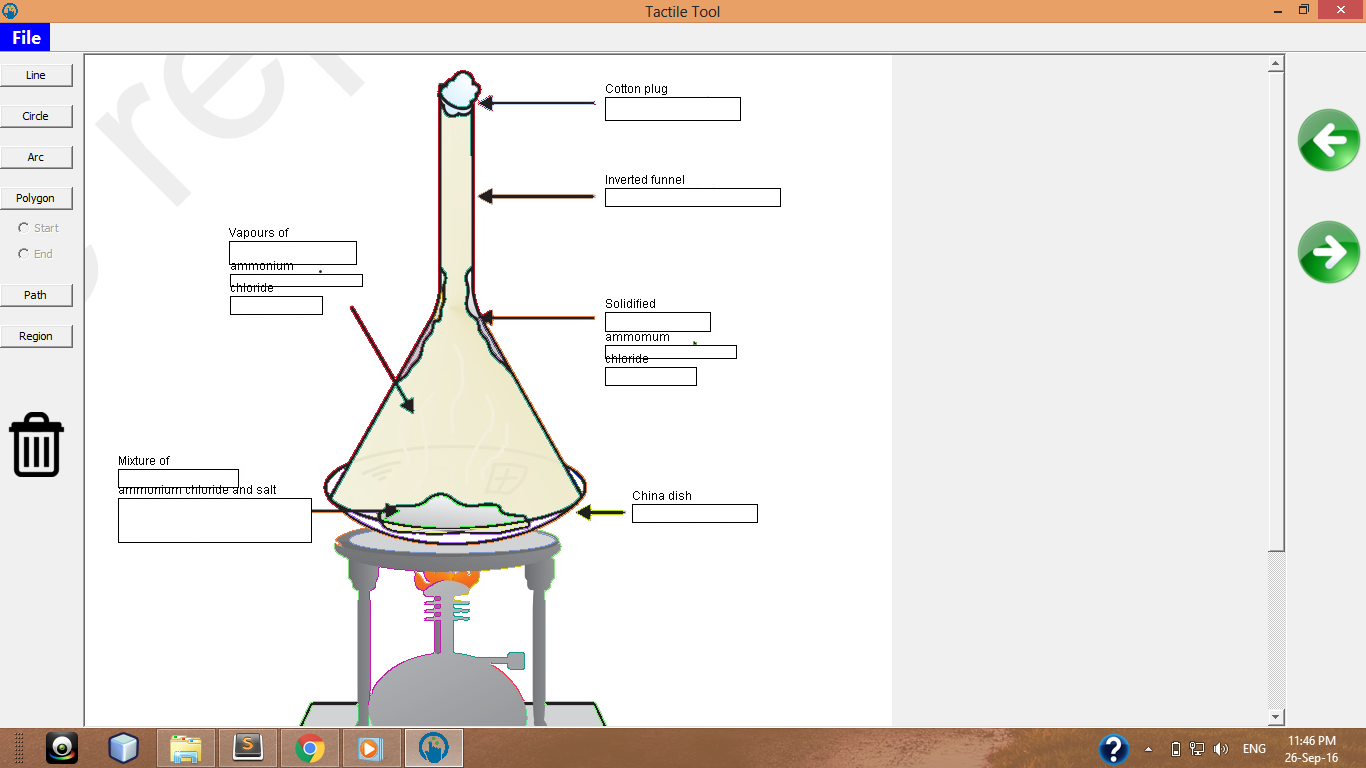 Tactile Tool
File
Line
Circle
Arc
Polygon
Start
End
Path
Region
re
Cotton plug
Inverted funnel
Vapours of
ammonium
chloride
Solidified
ammomum
chloride
Mixture of
ammonium chloride and salt
China dish
S
?
ENG
11:46 PM
26-Sep-16